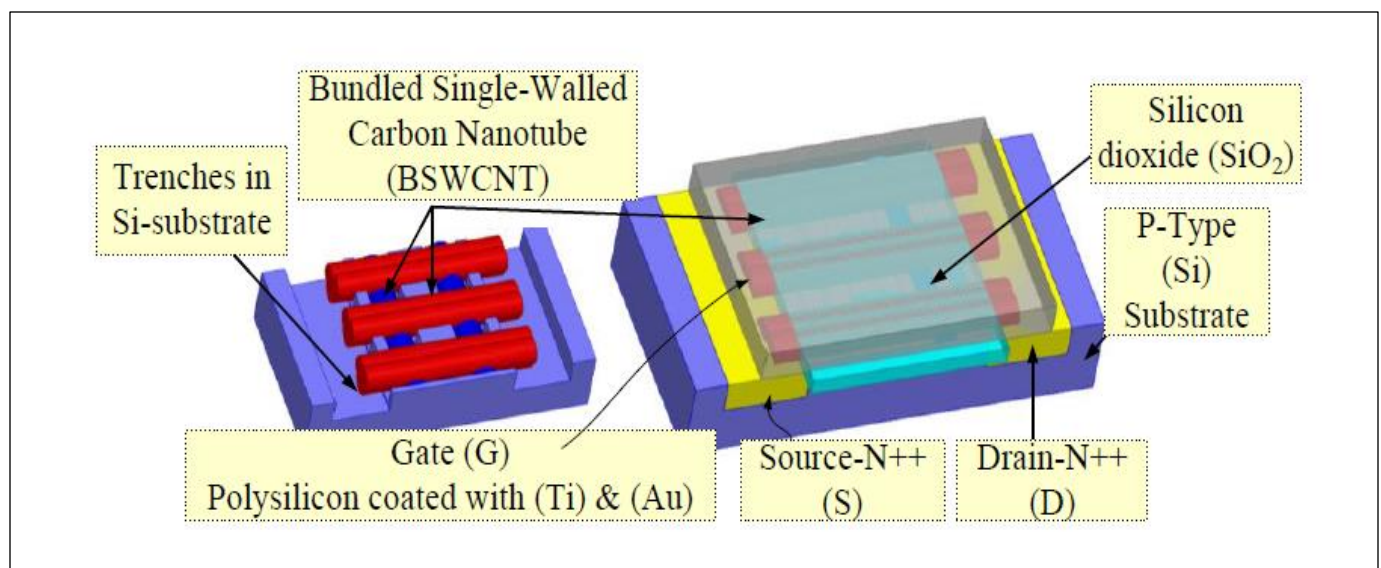 Bundled Single-Walled
Carbon Nanotube
(BSWCNT)
Trenches in
Si-substrate
Silicon
dioxide (SiO₂)
P-Type
(Si)
Substrate
Gate (G)
Polysilicon coated with (Ti) & (Au)
Source-N++
(S)
Drain-N++
(D)